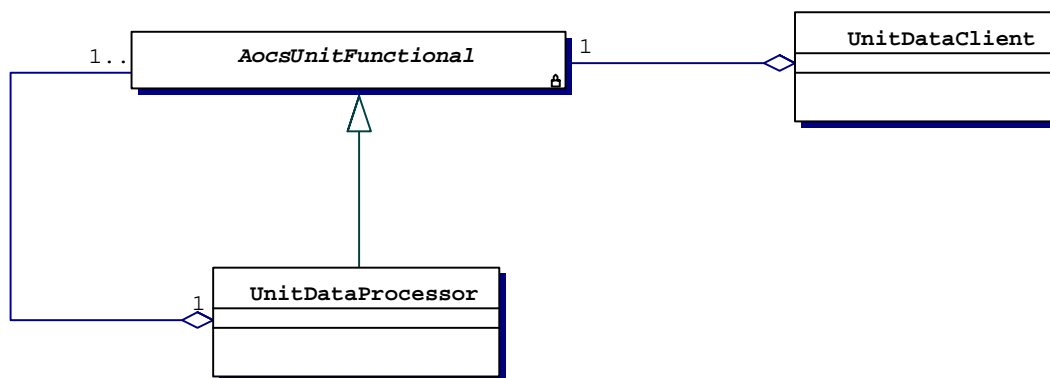 UnitDataClient
1..
AocsUnitFunctional
1
UnitDataProcessor
1